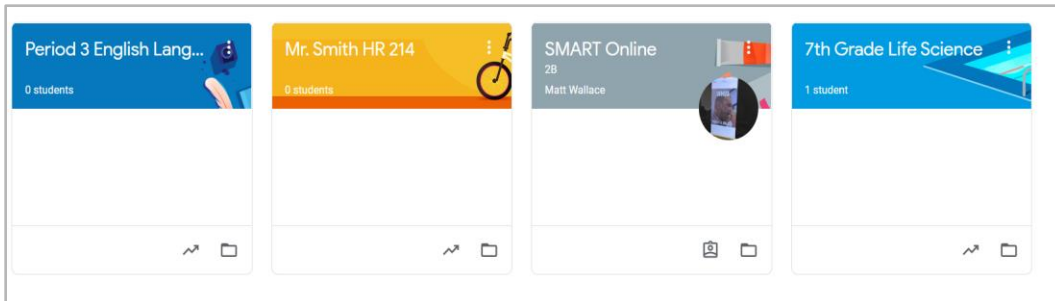 Period 3 English Lang...
0 students
Mr. Smith HR 214
0 students
SMART Online
2B
Matt Wallace
7th Grade Life Science
1 student